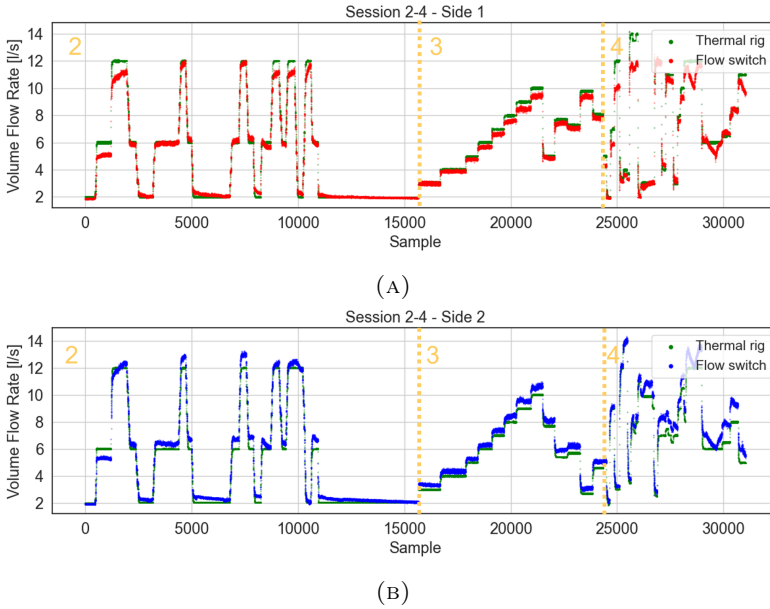 Session 2-4 - Side 1
Volume Flow Rate [l/s]
14
12
10
8
6
4
2
2
3
4
Thermal rig
Flow switch
0 5000 10000 15000 20000 25000 30000
Sample
(A)
Session 2-4 - Side 2
Volume Flow Rate [l/s]
14
12
10
8
6
4
2
2
3
4
Thermal rig
Flow switch
0 5000 10000 15000 20000 25000 30000
Sample
(B)